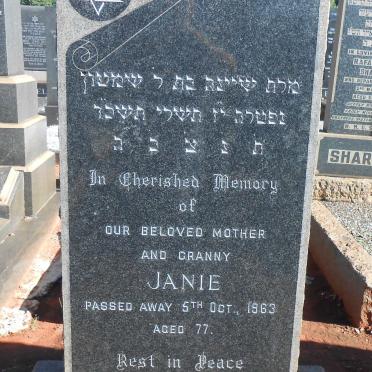 מרת שיינה בת ר שמשון
נפטרה יז תשרי תשכד
ת נ צ ב ה
In Cherished Memory
of
OUR BELOVED MOTHER
AND GRANNY
JANIE
PASSED AWAY 5TH OCT., 1963
AGED 77.
Rest in Peace
SHAR